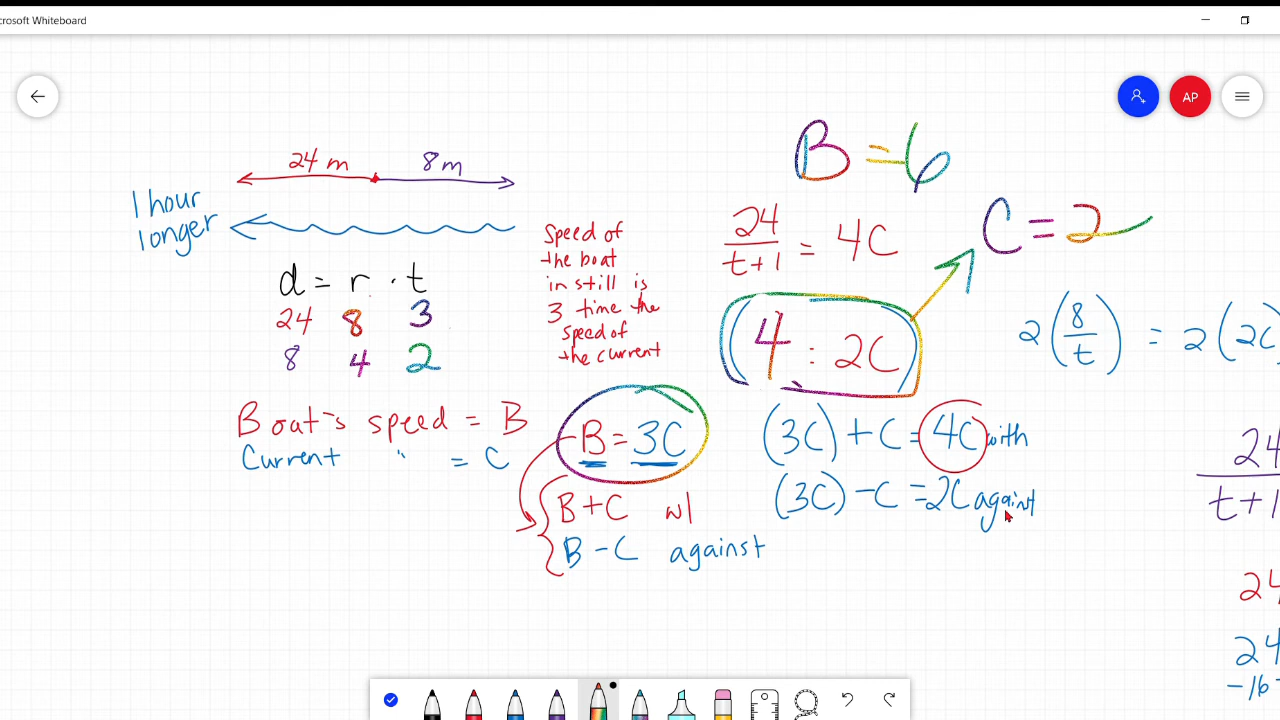 crosoft Whiteboard
AP
24 m
8 m
1 hour
longer
d = r · t
24 8 3
8 4 2
Boat's speed = B
Current " = C
Speed of
the boat
in still is
3 time the
speed of
the current
B = 3C
B + C w/
B - C against
B = 6
C = 2
24/(t+1) = 4C
(4 = 2C)
(3C) + C = 4C with
(3C) - C = 2C againt
2(8/t) = 2(2C
24
t+1
24
24
-16